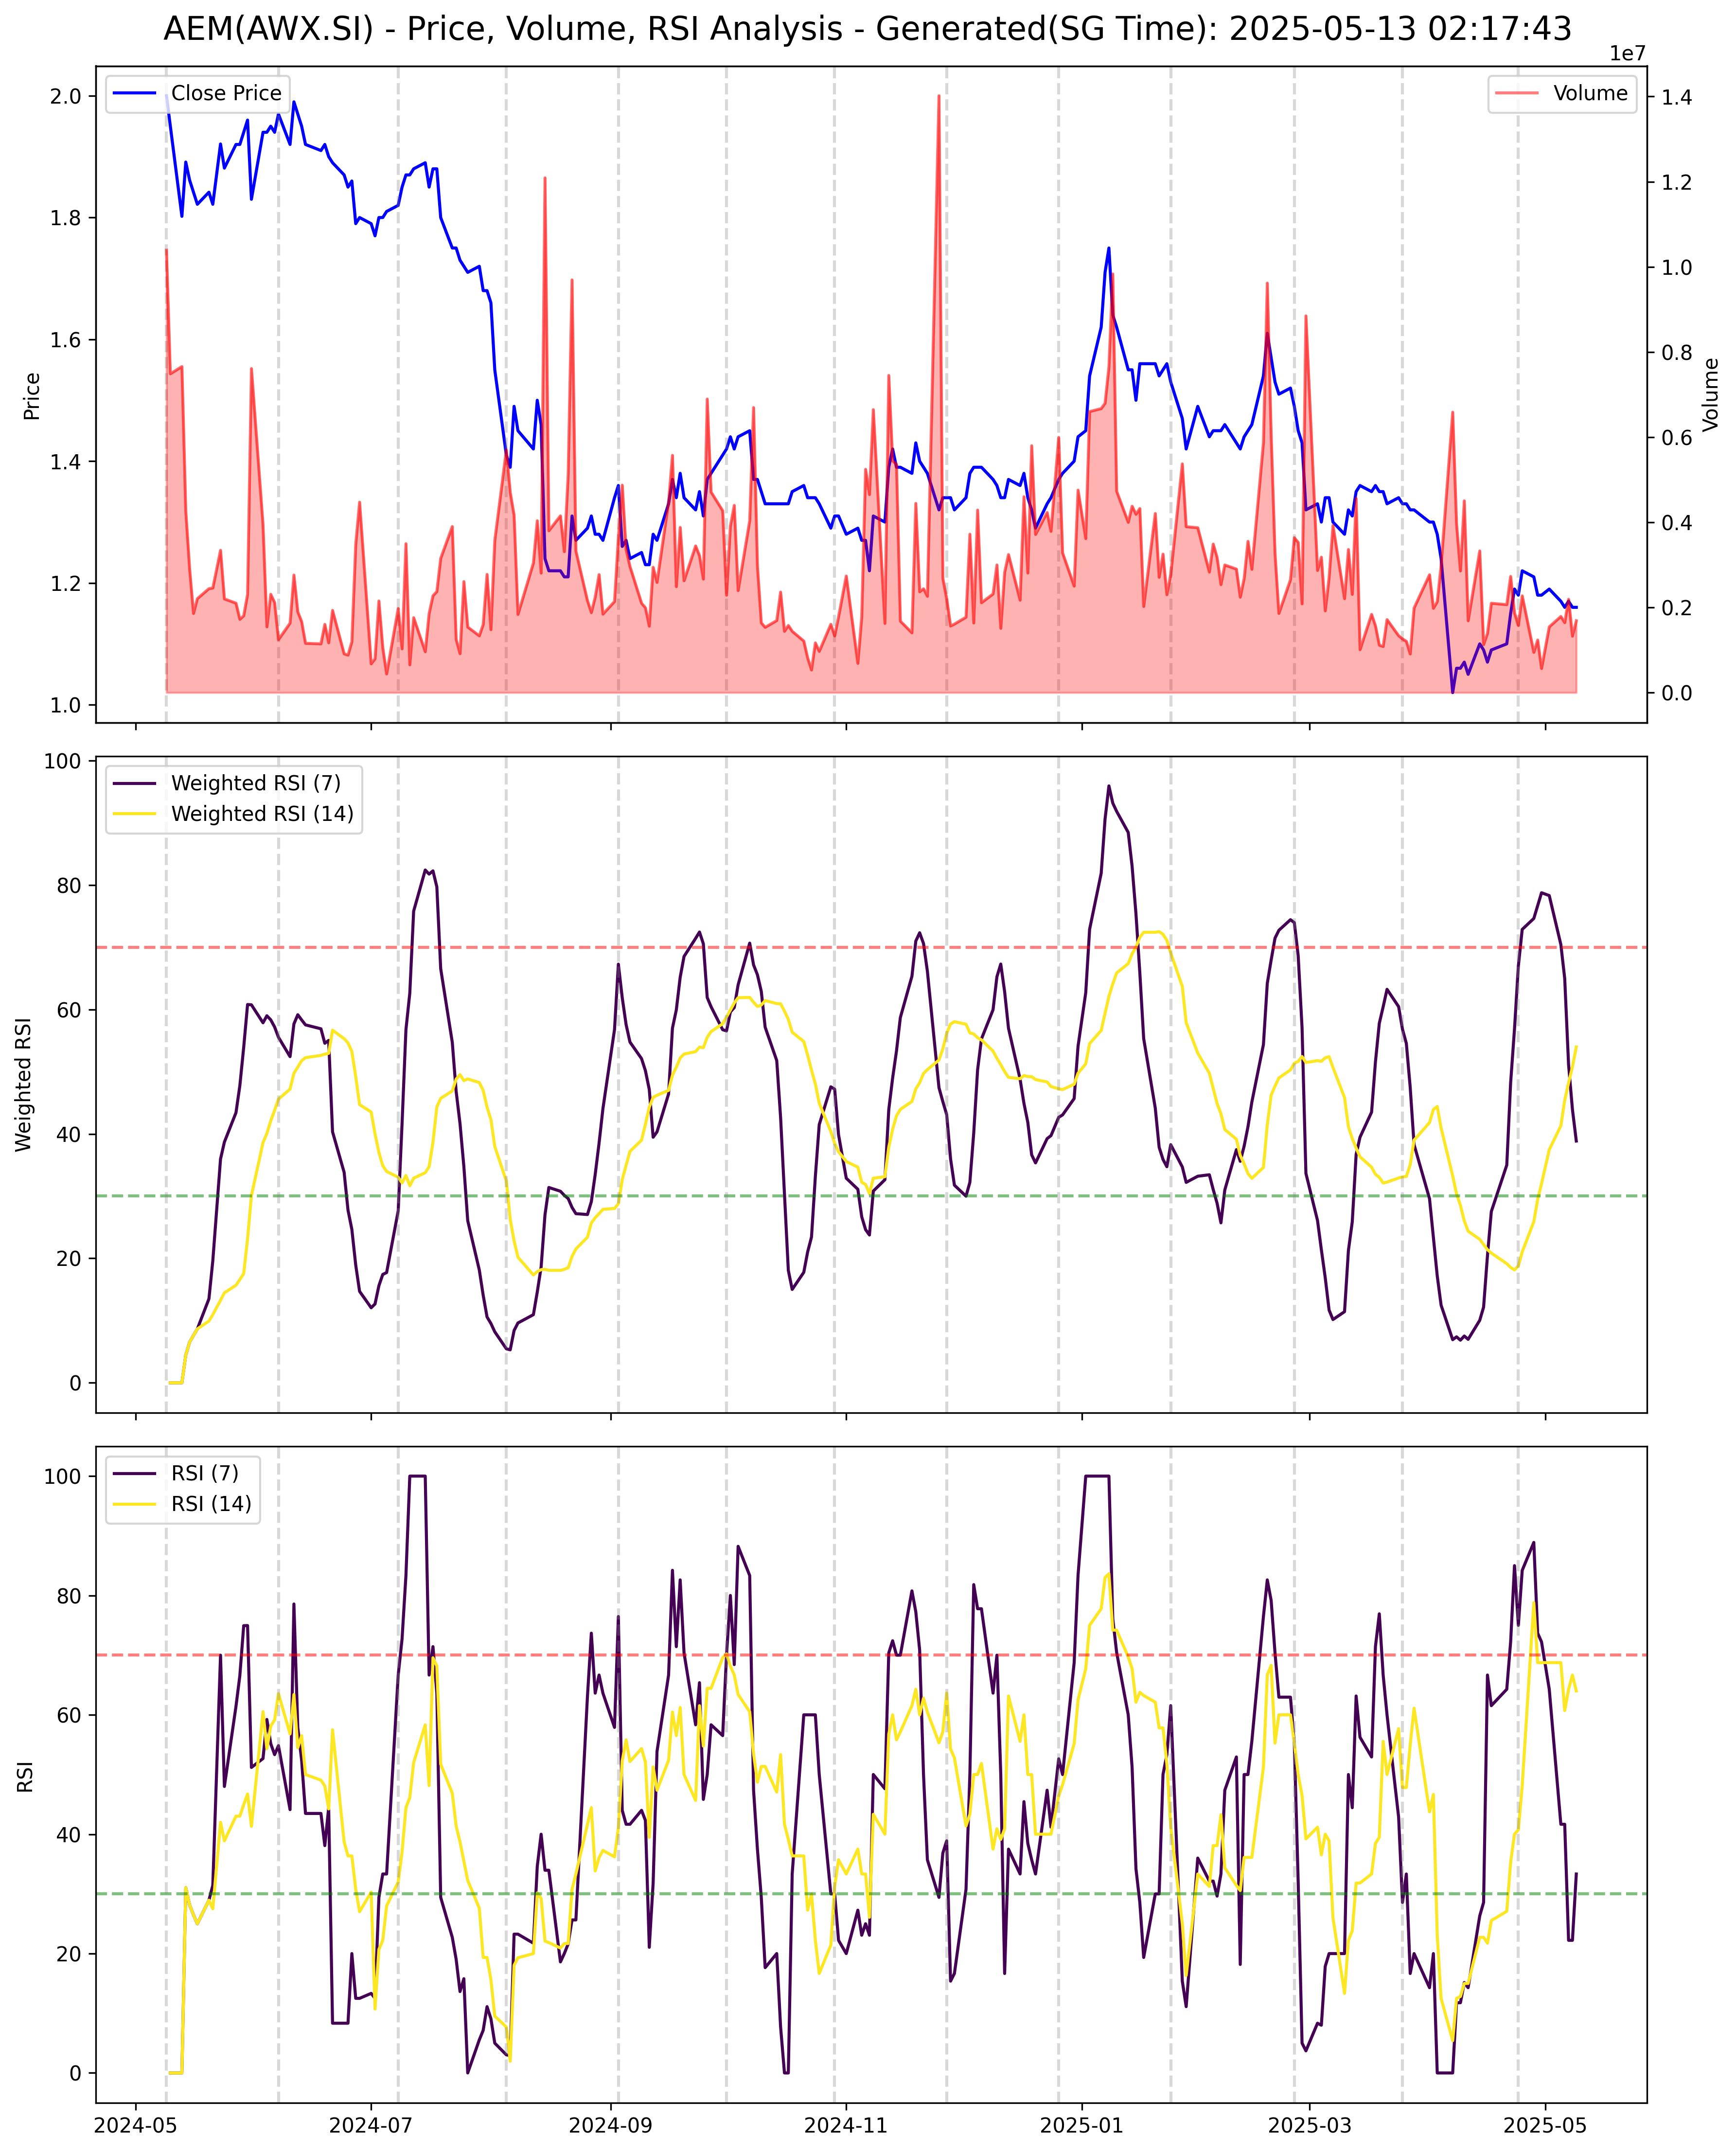 AEM(AWX.SI) - Price, Volume, RSI Analysis - Generated(SG Time): 2025-05-13 02:17:43
1e7
Close Price
Volume
2.0
1.8
1.6
1.4
1.2
1.0
Price
1.4
1.2
1.0
0.8
0.6
0.4
0.2
0.0
Volume
Weighted RSI (7)
Weighted RSI (14)
100
80
60
40
20
0
Weighted RSI
RSI (7)
RSI (14)
100
80
60
40
20
0
RSI
2024-05
2024-07
2024-09
2024-11
2025-01
2025-03
2025-05